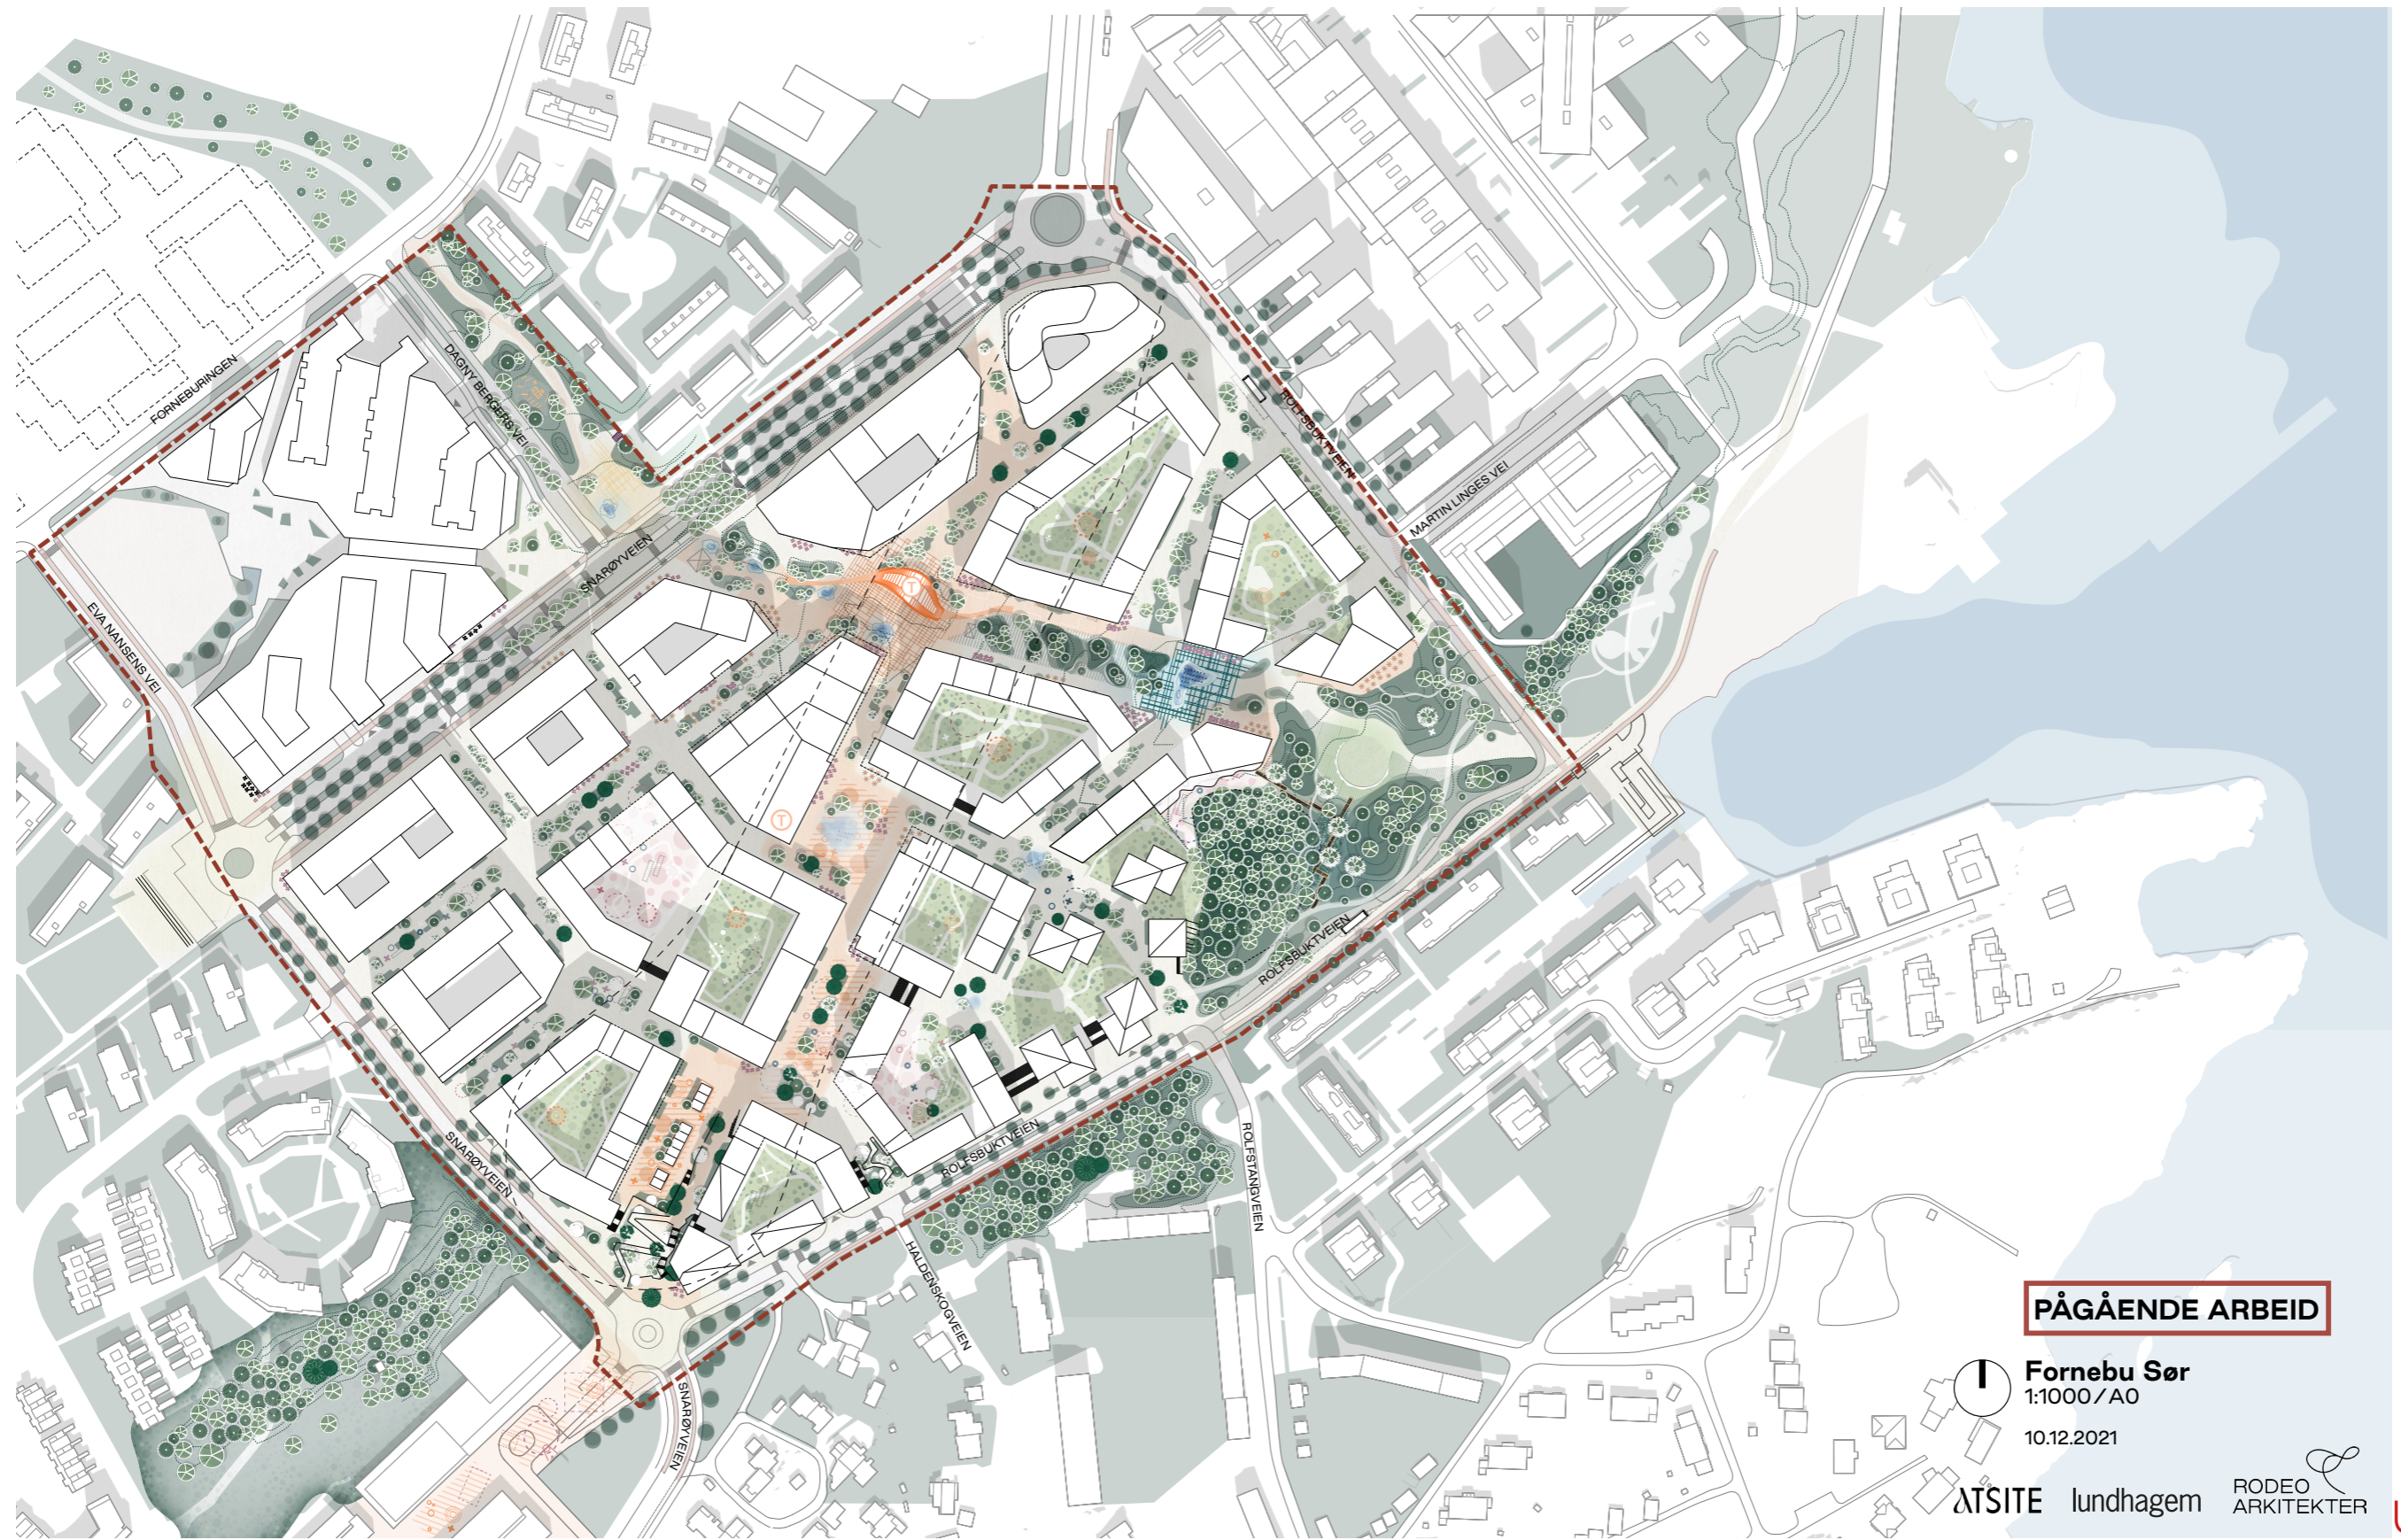 FORNEBURINGEN
DAGNY BERGERS VEI
ROLFSBUKTVEIEN
MARTIN LINGES VEI
SNARØYVEIEN
EVA NANSENS VEI
T
T
ROLFSBUKTVEIEN
SNARØYVEIEN
ROLFSBUKTVEIEN
ROLFSTANGVEIEN
HALDENSKOGVEIEN
SNARØYVEIEN
PÅGÅENDE ARBEID
Fornebu Sør
1:1000/A0
10.12.2021
ATSITE
lundhagem
RODEO
ARKITEKTER